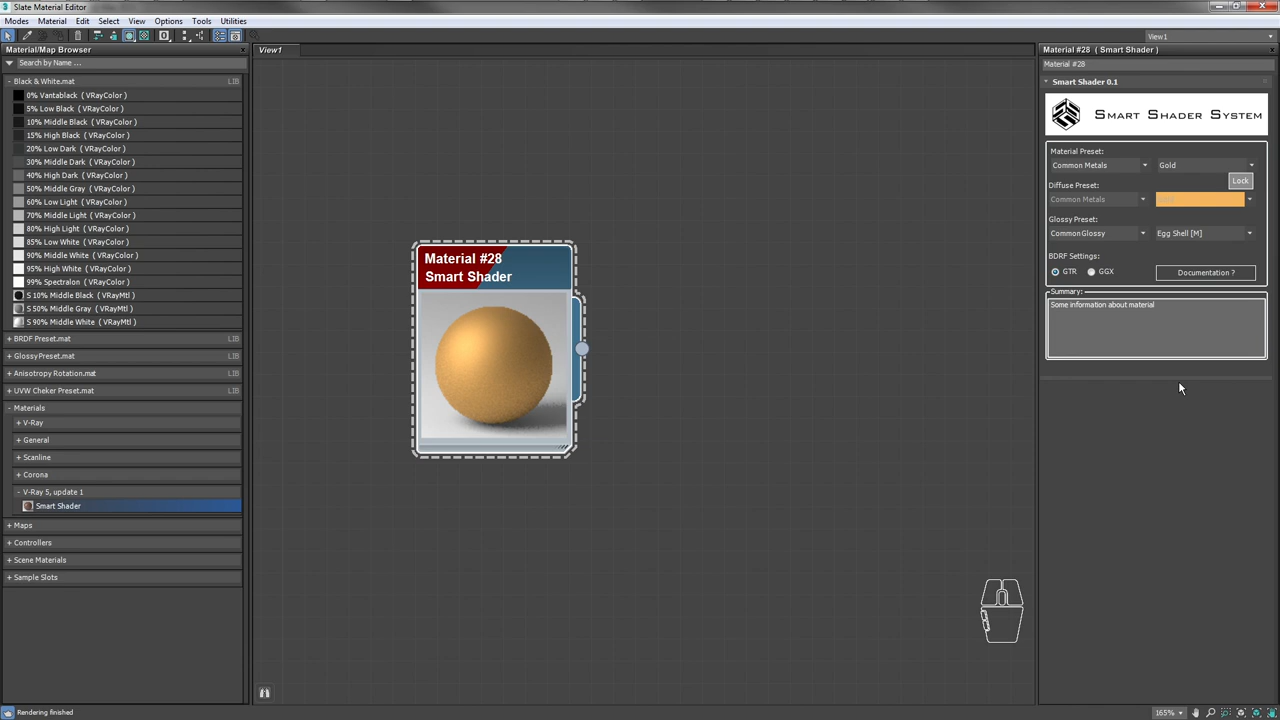 Slate Material Editor
Modes Material Edit Select View Options Tools Utilities
View1
Material/Map Browser
View1
Material #28 ( Smart Shader )
Search by Name ...
Material #28
- Black & White.mat LIB
Smart Shader 0.1
0% Vantablack ( VRayColor )
5% Low Black ( VRayColor )
10% Middle Black ( VRayColor )
15% High Black ( VRayColor )
20% Low Dark ( VRayColor )
30% Middle Dark ( VRayColor )
40% High Dark ( VRayColor )
50% Middle Gray ( VRayColor )
60% Low Light ( VRayColor )
70% Middle Light ( VRayColor )
80% High Light ( VRayColor )
85% Low White ( VRayColor )
90% Middle White ( VRayColor )
95% High White ( VRayColor )
99% Spectralon ( VRayColor )
S 10% Middle Black ( VRayMtl )
S 50% Middle Gray ( VRayMtl )
S 90% Middle White ( VRayMtl )
+ BRDF Preset.mat LIB
+ GlossyPreset.mat LIB
+ Anisotropy Rotation.mat LIB
+ UVW Cheker Preset.mat LIB
- Materials
+ V-Ray
+ General
+ Scanline
+ Corona
- V-Ray 5, update 1
Smart Shader
+ Maps
+ Controllers
+ Scene Materials
+ Sample Slots
Material #28
Smart Shader
SMART SHADER SYSTEM
Material Preset:
Common Metals Gold
Lock
Diffuse Preset:
Common Metals
Glossy Preset:
CommonGlossy Egg Shell [M]
BDRF Settings:
GTR GGX Documentation ?
Summary:
Some information about material
Rendering finished
165%